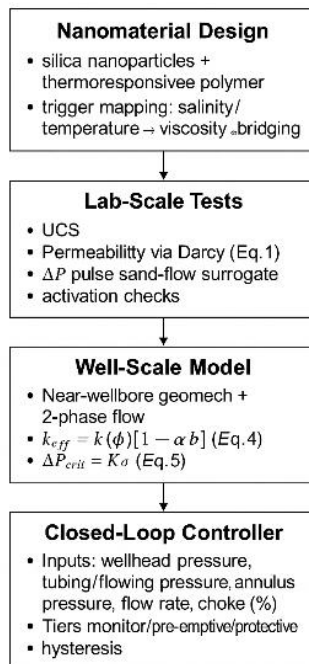 Nanomaterial Design
• silica nanoparticles +
thermoresponsivee polymer
• trigger mapping: salinity/
temperature → viscosity bridging
Lab-Scale Tests
• UCS
• Permeabilitty via Darcy (Eq.1)
• ΔP pulse sand-flow surrogate
• activation checks
Well-Scale Model
• Near-wellbore geomech +
2-phase flow
• k_eff = k(ϕ)[1 − α b] (Eq.4)
• ΔP_crit = Kσ (Eq.5)
Closed-Loop Controller
• Inputs: wellhead pressure,
tubing/flowing pressure, annulus
pressure, flow rate, choke (%)
• Tiers monitor/pre-emptive/protective
• hysteresis